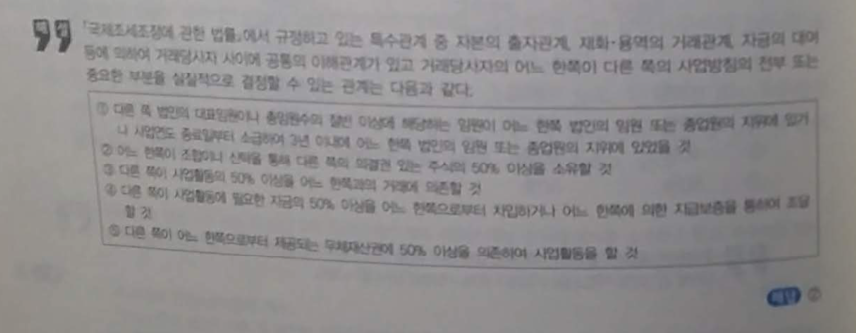 해설
「국제조세조정에 관한 법률」에서 규정하고 있는 특수관계 중 자본의 출자관계, 재화·용역의 거래관계, 자금의 대여
등에 의하여 거래당사자 사이에 공통의 이해관계가 있고 거래당사자의 어느 한쪽이 다른 쪽의 사업방침의 전부 또는
중요한 부분을 실질적으로 결정할 수 있는 관계는 다음과 같다.
① 다른 쪽 법인의 대표임원이나 총임원수의 절반 이상에 해당하는 임원이 어느 한쪽 법인의 임원 또는 종업원의 지위에 있거
나 사업연도 종료일부터 소급하여 3년 이내에 어느 한쪽 법인의 임원 또는 종업원의 지위에 있었을 것
② 어느 한쪽이 조합이나 신탁을 통해 다른 쪽의 의결권 있는 주식의 50% 이상을 소유할 것
③ 다른 쪽이 사업활동의 50% 이상을 어느 한쪽과의 거래에 의존할 것
④ 다른 쪽이 사업활동에 필요한 자금의 50% 이상을 어느 한쪽으로부터 차입하거나 어느 한쪽에 의한 지급보증을 통하여 조달
할 것
⑤ 다른 쪽이 어느 한쪽으로부터 제공되는 무체재산권에 50% 이상을 의존하여 사업활동을 할 것
해답 ②